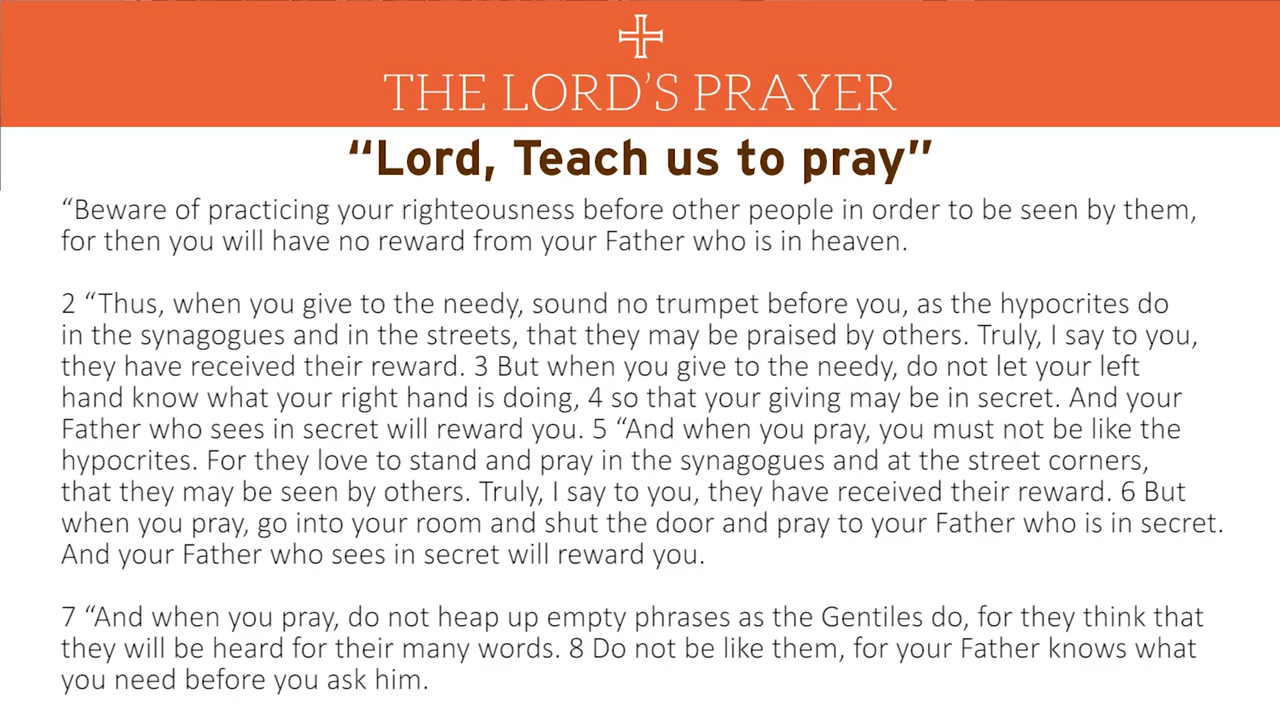 THE LORD’S PRAYER
“Lord, Teach us to pray”
“Beware of practicing your righteousness before other people in order to be seen by them,
for then you will have no reward from your Father who is in heaven.
2 “Thus, when you give to the needy, sound no trumpet before you, as the hypocrites do
in the synagogues and in the streets, that they may be praised by others. Truly, I say to you,
they have received their reward. 3 But when you give to the needy, do not let your left
hand know what your right hand is doing, 4 so that your giving may be in secret. And your
Father who sees in secret will reward you. 5 “And when you pray, you must not be like the
hypocrites. For they love to stand and pray in the synagogues and at the street corners,
that they may be seen by others. Truly, I say to you, they have received their reward. 6 But
when you pray, go into your room and shut the door and pray to your Father who is in secret.
And your Father who sees in secret will reward you.
7 “And when you pray, do not heap up empty phrases as the Gentiles do, for they think that
they will be heard for their many words. 8 Do not be like them, for your Father knows what
you need before you ask him.